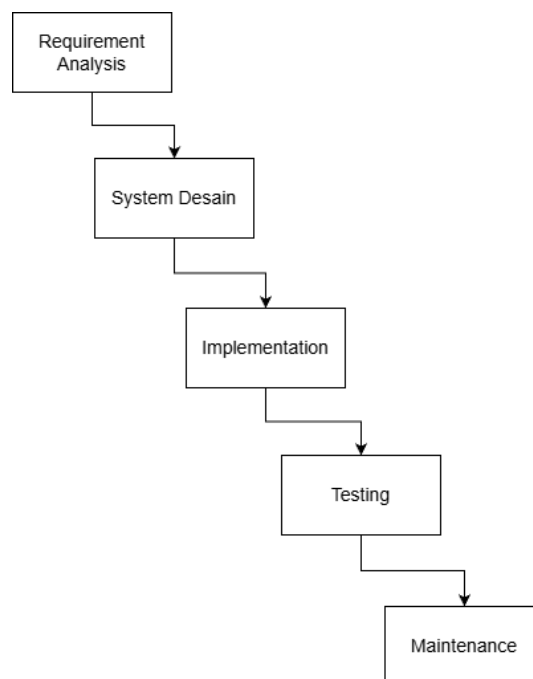 Requirement
Analysis
System Desain
Implementation
Testing
Maintenance